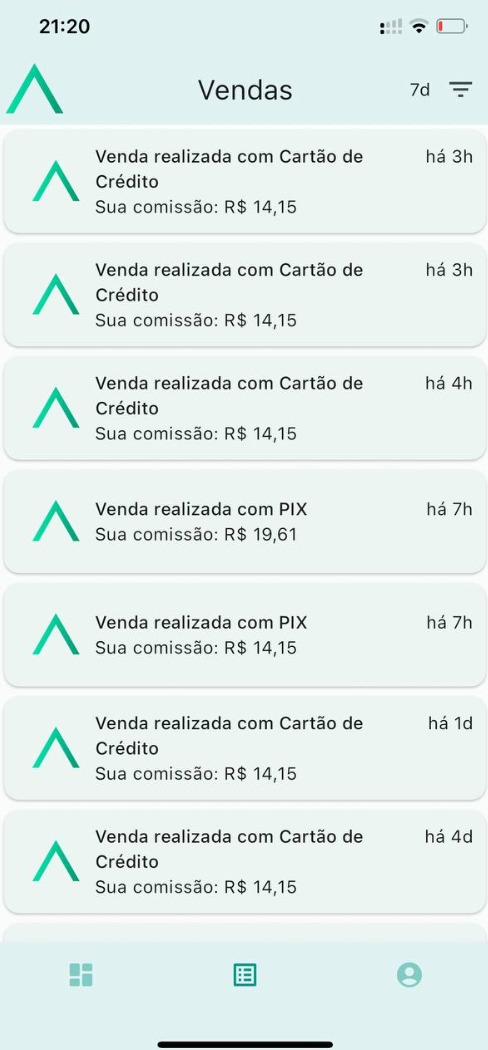 21:20
Vendas
7d
Venda realizada com Cartão de
há 3h
Crédito
Sua comissão: R$ 14,15
Venda realizada com Cartão de
há 3h
Crédito
Sua comissão: R$ 14,15
Venda realizada com Cartão de
há 4h
Crédito
Sua comissão: R$ 14,15
Venda realizada com PIX
há 7h
Sua comissão: R$ 19,61
Venda realizada com PIX
há 7h
Sua comissão: R$ 14,15
Venda realizada com Cartão de
há 1d
Crédito
Sua comissão: R$ 14,15
Venda realizada com Cartão de
há 4d
Crédito
Sua comissão: R$ 14,15